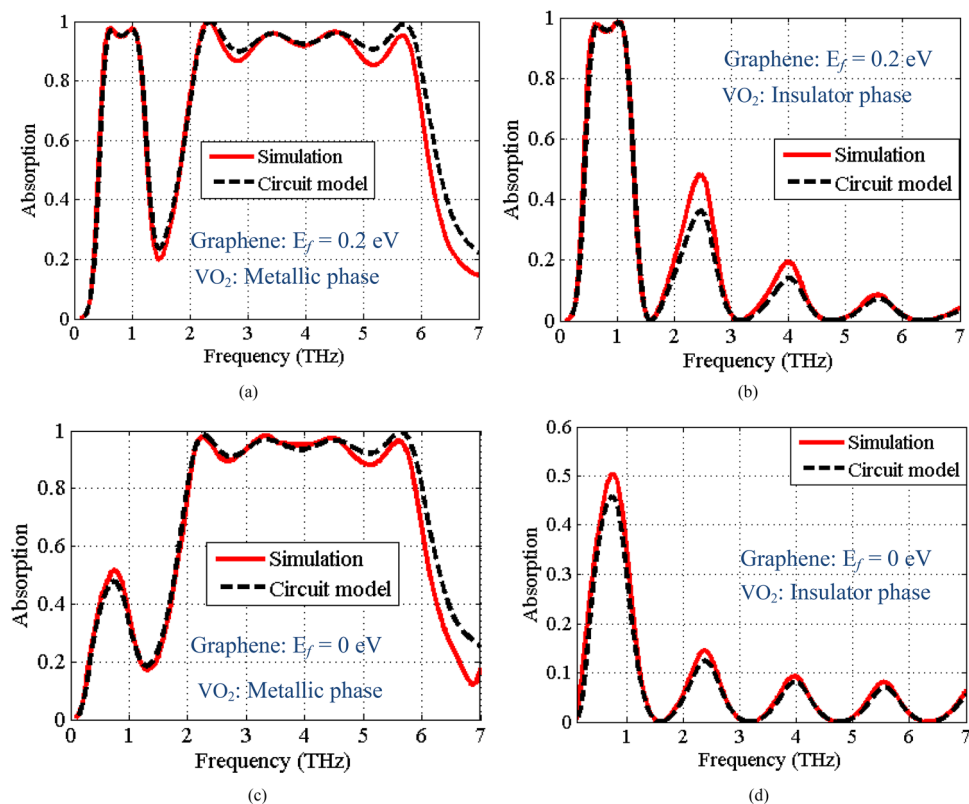 1
0.8
0.6
0.4
0.2
0
Absorption
Simulation
Circuit model
Graphene: E_f = 0.2 eV
VO₂: Metallic phase
0 1 2 3 4 5 6 7
Frequency (THz)
(a)
1
0.8
0.6
0.4
0.2
0
Absorption
Graphene: E_f = 0.2 eV
VO₂: Insulator phase
Simulation
Circuit model
1 2 3 4 5 6 7
Frequency (THz)
(b)
1
0.8
0.6
0.4
0.2
0
Absorption
Simulation
Circuit model
Graphene: E_f = 0 eV
VO₂: Metallic phase
0 1 2 3 4 5 6 7
Frequency (THz)
(c)
0.6
0.5
0.4
0.3
0.2
0.1
0
Absorption
Simulation
Circuit model
Graphene: E_f = 0 eV
VO₂: Insulator phase
1 2 3 4 5 6 7
Frequency (THz)
(d)